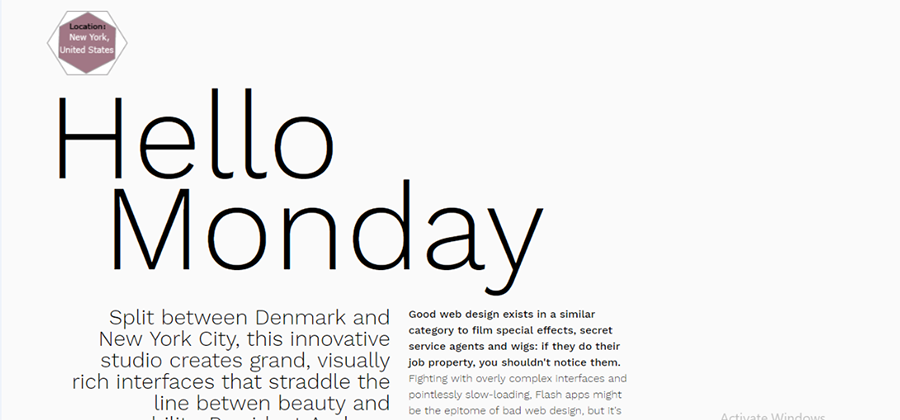 Location:
New York,
United States
Hello
Monday
Split between Denmark and
New York City, this innovative
studio creates grand, visually
rich interfaces that straddle the
line betwen beauty and
Good web design exists in a similar
category to film special effects, secret
service agents and wigs: if they do their
job property, you shouldn't notice them.
Fighting with overly complex interfaces and
pointlessly slow-loading, Flash apps might
be the epitome of bad web design, but it's
Activate Windows